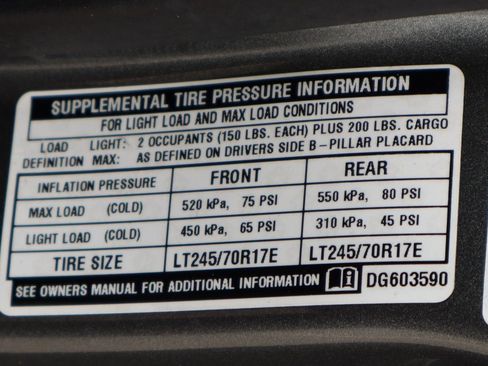 SUPPLEMENTAL TIRE PRESSURE INFORMATION
FOR LIGHT LOAD AND MAX LOAD CONDITIONS
LOAD LIGHT: 2 OCCUPANTS (150 LBS. EACH) PLUS 200 LBS. CARGO
DEFINITION MAX: AS DEFINED ON DRIVERS SIDE B-PILLAR PLACARD
INFLATION PRESSURE FRONT REAR
MAX LOAD (COLD) 520 kPa, 75 PSI 550 kPa, 80 PSI
LIGHT LOAD (COLD) 450 kPa, 65 PSI 310 kPa, 45 PSI
TIRE SIZE LT245/70R17E LT245/70R17E
SEE OWNERS MANUAL FOR ADDITIONAL INFORMATION DG603590